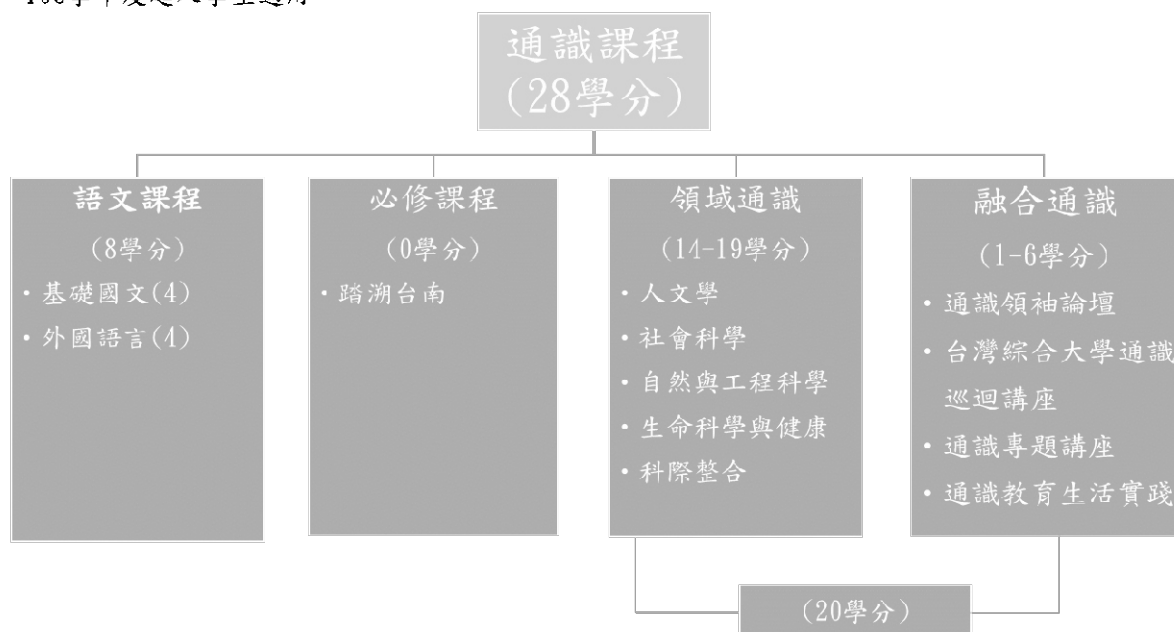 通識課程
(28學分)
語文課程
(8學分)
・基礎國文(4)
・外國語言(4)
必修課程
(0學分)
・踏溯台南
領域通識
(14-19學分)
・人文學
・社會科學
・自然與工程科學
・生命科學與健康
・科際整合
融合通識
(1-6學分)
・通識領袖論壇
・台灣綜合大學通識
巡迴講座
・通識專題講座
・通識教育生活實踐
(20學分)